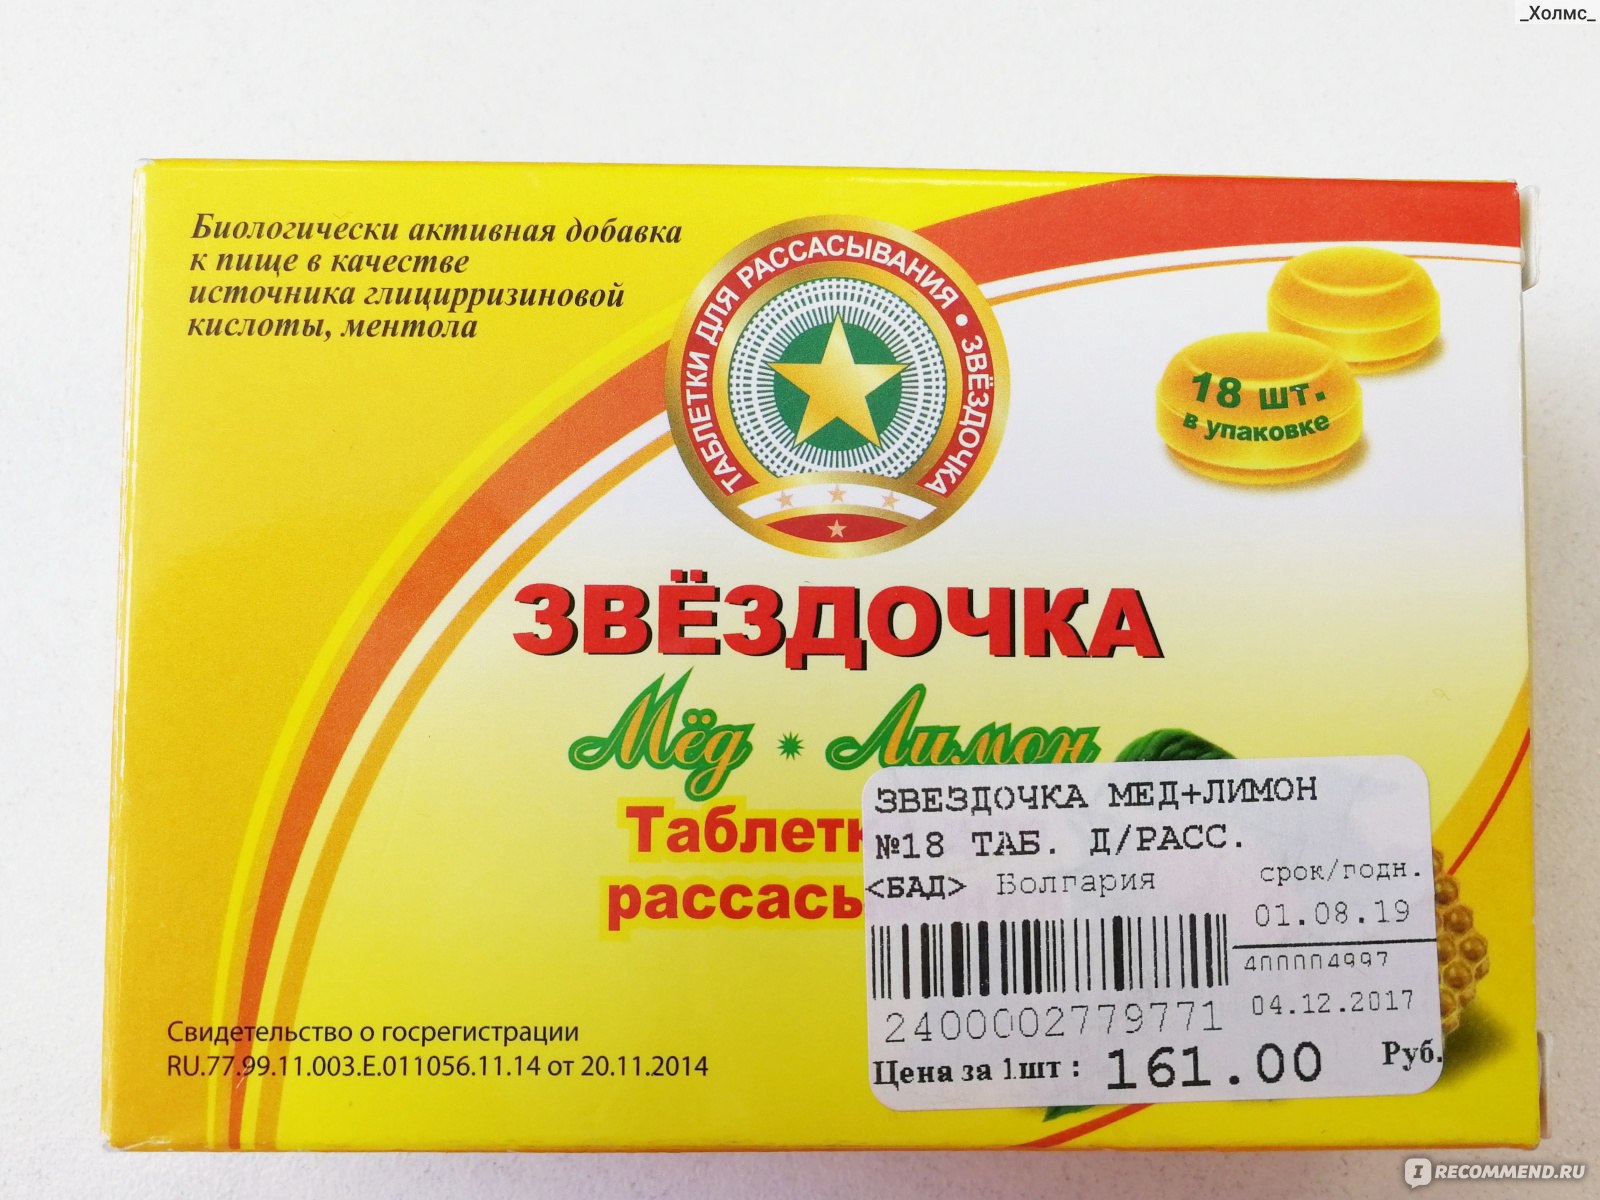 _Холмс_
Биологически активная добавка
к пище в качестве
источника глицирризиновой
кислоты, ментола
ТАБЛЕТКИ ДЛЯ РАССАСЫВАНИЯ • ЗВЁЗДОЧКА
18 шт.
в упаковке
ЗВЁЗДОЧКА
Мёд * Лимон
Таблетк
рассасы
ЗВЕЗДОЧКА МЕД+ЛИМОН
№18 ТАБ. Д/РАСС.
<БАД> Болгария
срок/годн.
01.08.19
400004997
04.12.2017
2400002779771
Цена за 1шт : 161.00 Руб.
Свидетельство о госрегистрации
RU.77.99.11.003.Е.011056.11.14 от 20.11.2014
IRECOMMEND.RU